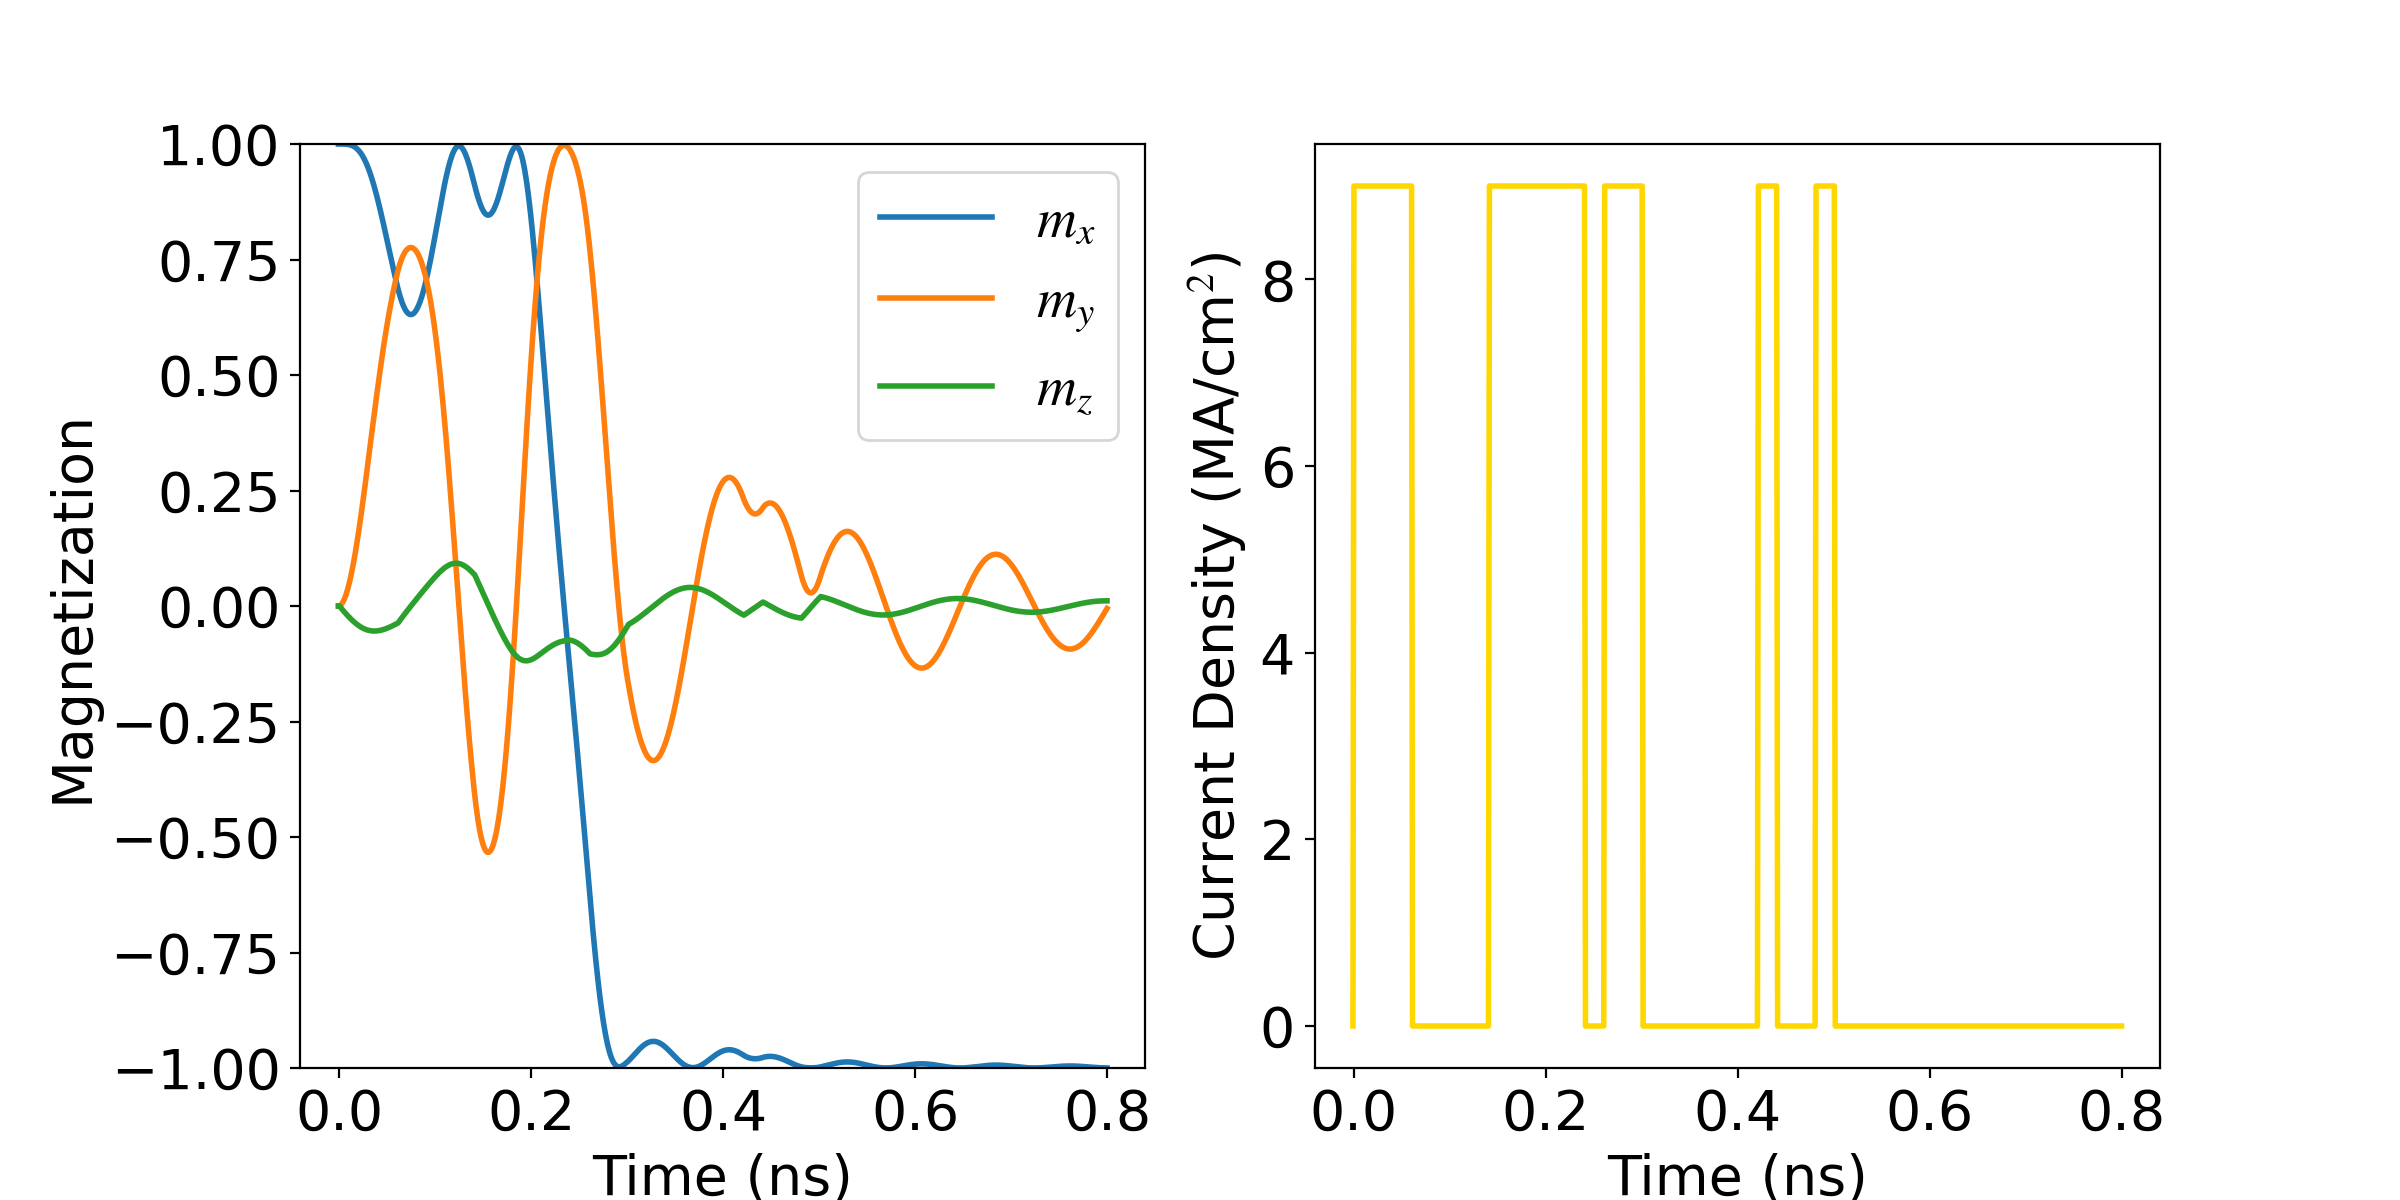 Magnetization
1.00
0.75
0.50
0.25
0.00
−0.25
−0.50
−0.75
−1.00
0.0 0.2 0.4 0.6 0.8
Time (ns)
m_x
m_y
m_z
Current Density (MA/cm²)
8
6
4
2
0
0.0 0.2 0.4 0.6 0.8
Time (ns)